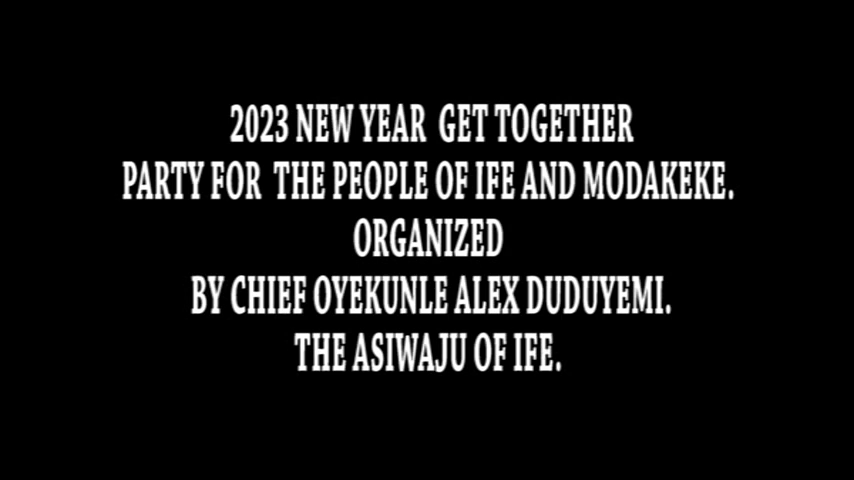 2023 NEW YEAR GET TOGETHER
PARTY FOR THE PEOPLE OF IFE AND MODAKEKE.
ORGANIZED
BY CHIEF OYEKUNLE ALEX DUDUYEMI.
THE ASIWAJU OF IFE.